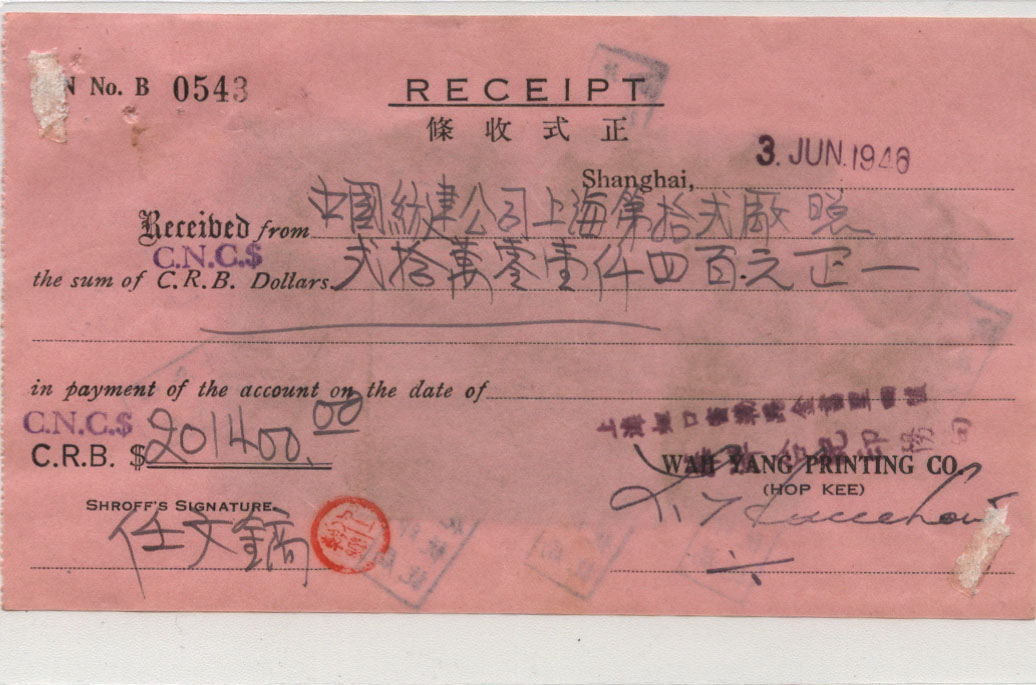 N No. B 0543
RECEIPT
條收式正
3. JUN. 1946
Shanghai,
Received from 中國紡建公司上海第拾弍廠
C.N.C.$
the sum of C.R.B. Dollars 弍拾萬零壹仟四百元正
in payment of the account on the date of
C.N.C.$
C.R.B. $ 201400.00
WAH YANG PRINTING CO.
(HOP KEE)
SHROFF'S SIGNATURE
任文鎬